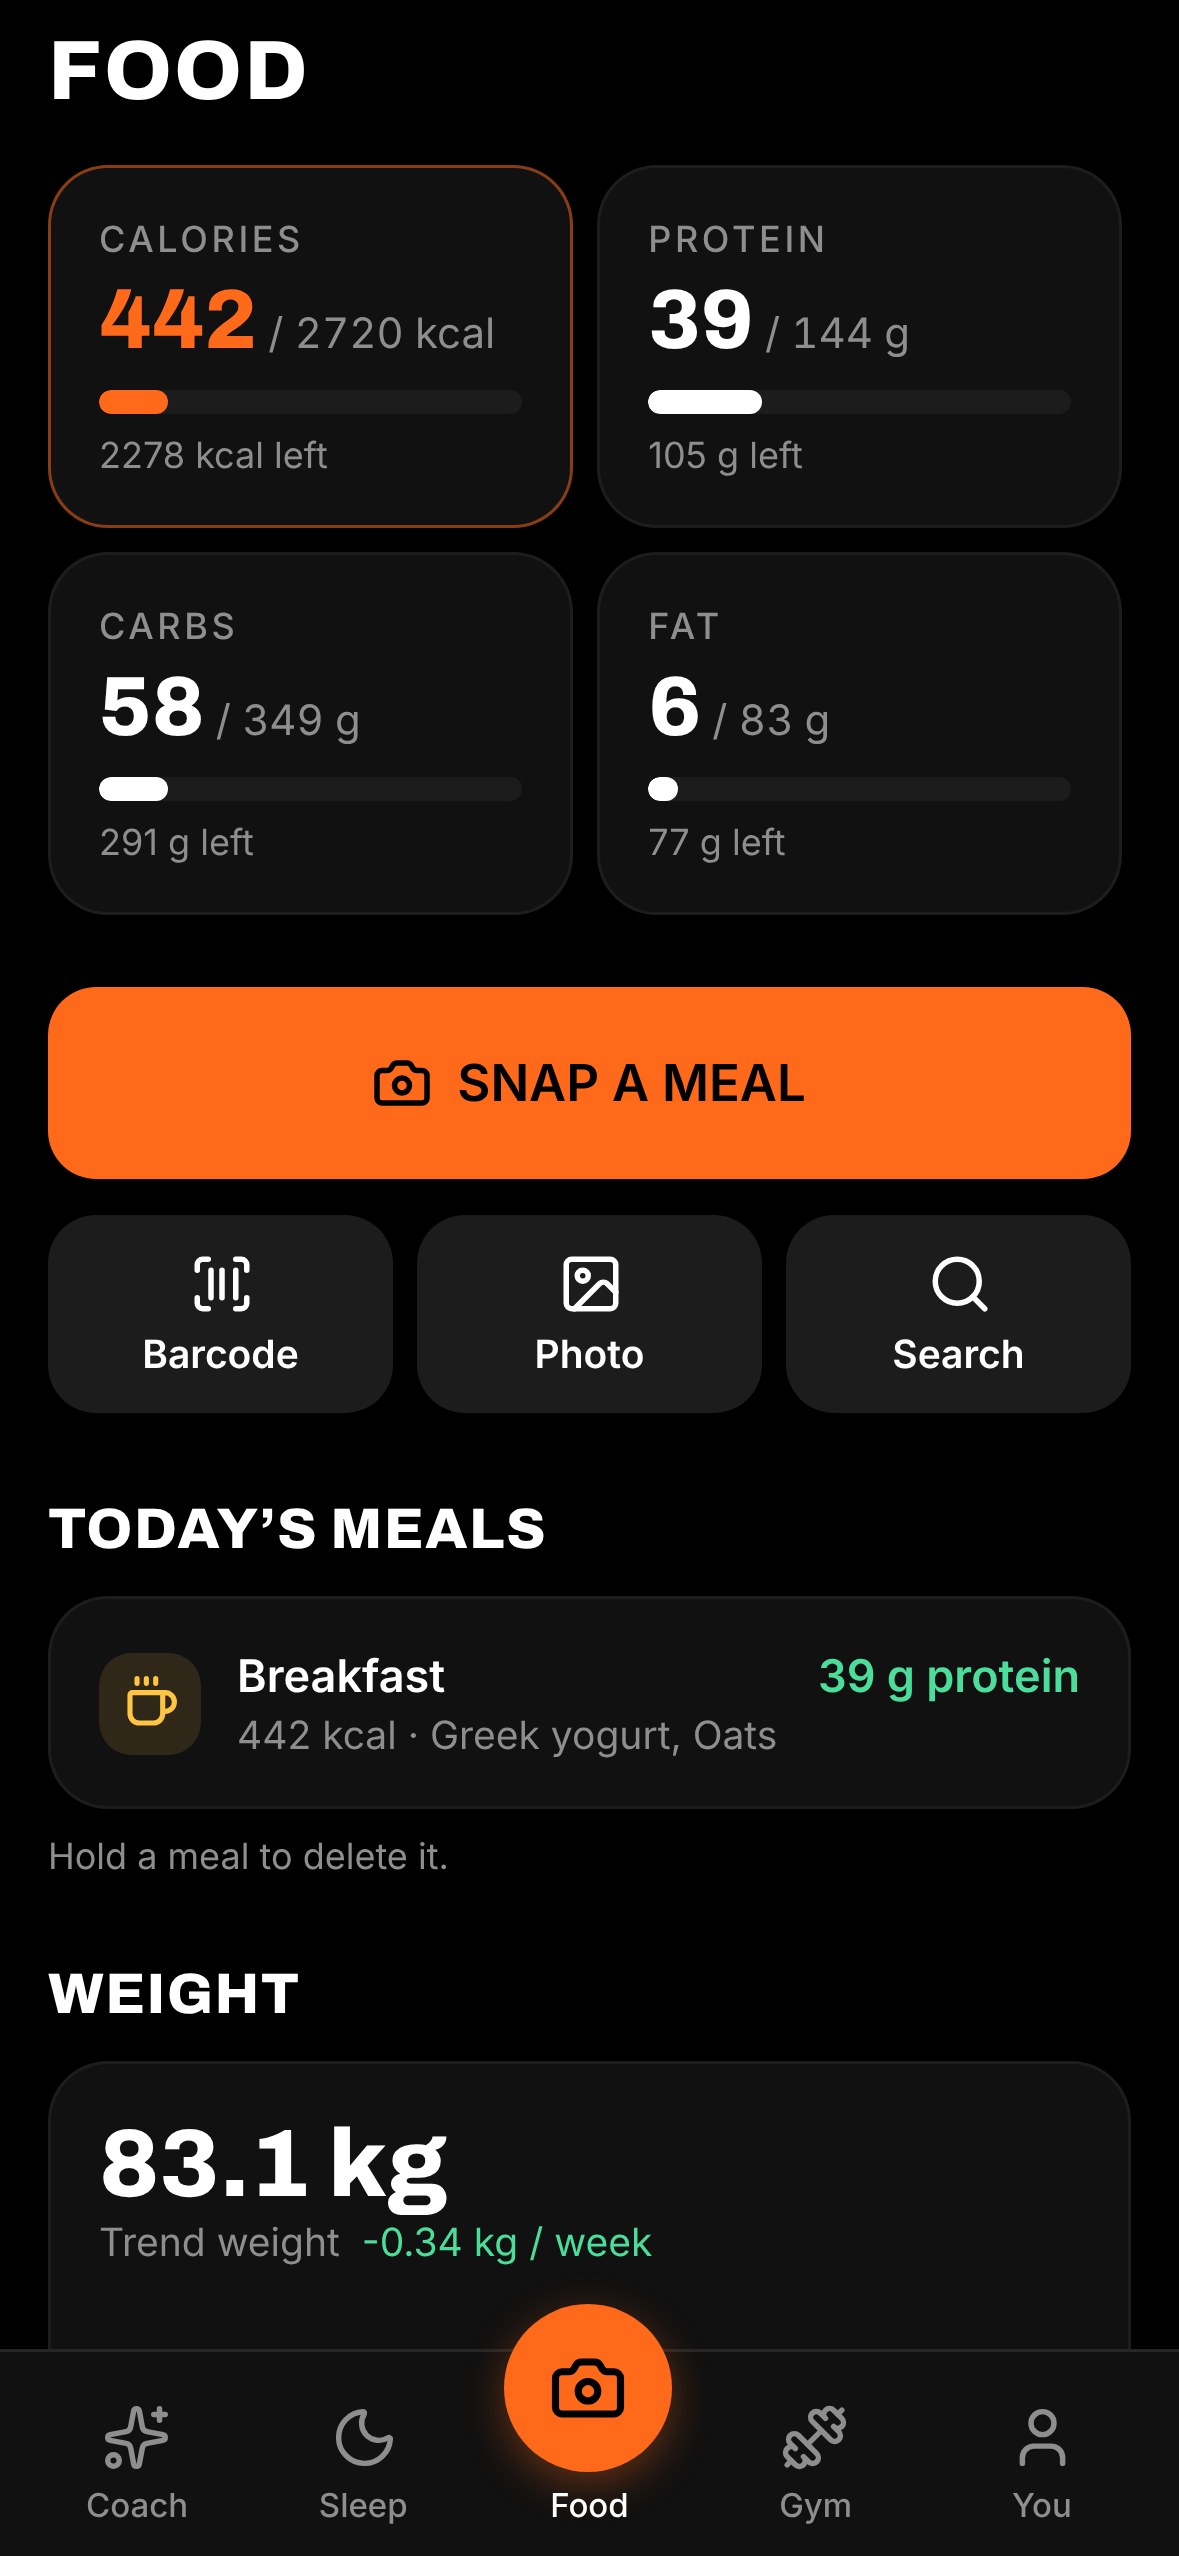 FOOD
CALORIES
442 / 2720 kcal
2278 kcal left
PROTEIN
39 / 144 g
105 g left
CARBS
58 / 349 g
291 g left
FAT
6 / 83 g
77 g left
SNAP A MEAL
Barcode
Photo
Search
TODAY’S MEALS
Breakfast
39 g protein
442 kcal · Greek yogurt, Oats
Hold a meal to delete it.
WEIGHT
83.1 kg
Trend weight -0.34 kg / week
Coach
Sleep
Food
Gym
You